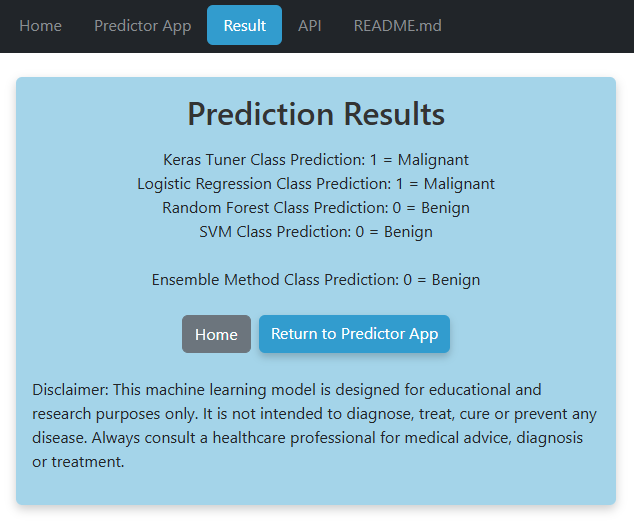 Home Predictor App Result API README.md
Prediction Results
Keras Tuner Class Prediction: 1 = Malignant
Logistic Regression Class Prediction: 1 = Malignant
Random Forest Class Prediction: 0 = Benign
SVM Class Prediction: 0 = Benign
Ensemble Method Class Prediction: 0 = Benign
Home Return to Predictor App
Disclaimer: This machine learning model is designed for educational and
research purposes only. It is not intended to diagnose, treat, cure or prevent any
disease. Always consult a healthcare professional for medical advice, diagnosis
or treatment.